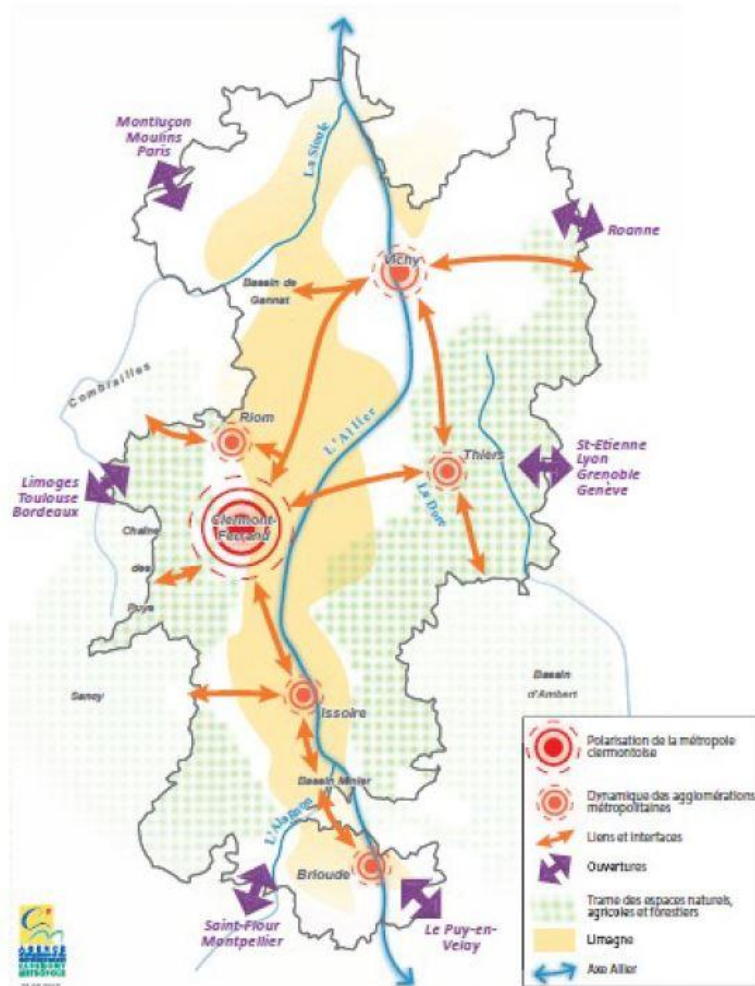 Montluçon
Moulins
Paris
La Sioule
Roanne
Vichy
Bassin de
Gannat
Combrailles
L'Allier
Riom
Thiers
St-Etienne
Lyon
Grenoble
Genève
Limoges
Toulouse
Bordeaux
La Dore
Clermont-
Ferrand
Chaîne
des
Puys
Sancy
Issoire
Bassin
d'Ambert
Bassin Minier
L'Alagnon
Brioude
Saint-Flour
Montpellier
Le Puy-en-
Velay
Polarisation de la métropole
clermontoise
Dynamique des agglomérations
métropolitaines
Liens et interfaces
Ouvertures
Trame des espaces naturels,
agricoles et forestiers
Limagne
Axe Allier
CLERMONT
MÉTROPOLE